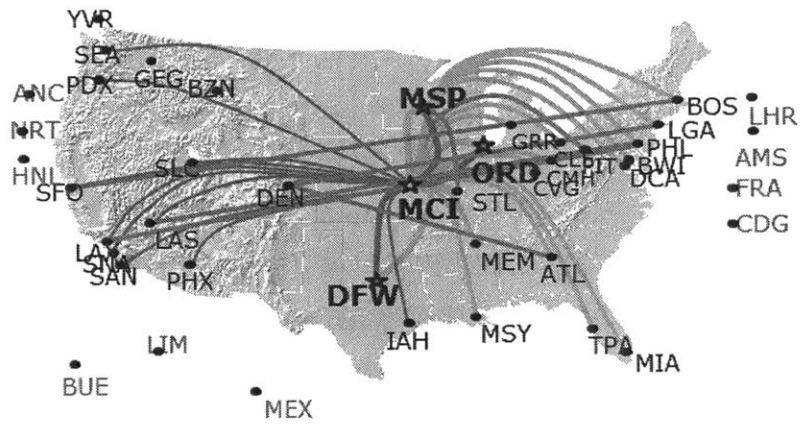 YVR
SEA
PDX
GEG
BZN
ANC
MSP
BOS
LHR
NRT
LGA
GRR
PHL
HNL
SLC
ORD
CLE
PIT
BWI
AMS
SFO
DEN
MCI
STL
CVG
CMH
DCA
FRA
LAS
CDG
LAX
SNA
SAN
PHX
MEM
ATL
DFW
IAH
MSY
TPA
MIA
LIM
BUE
MEX